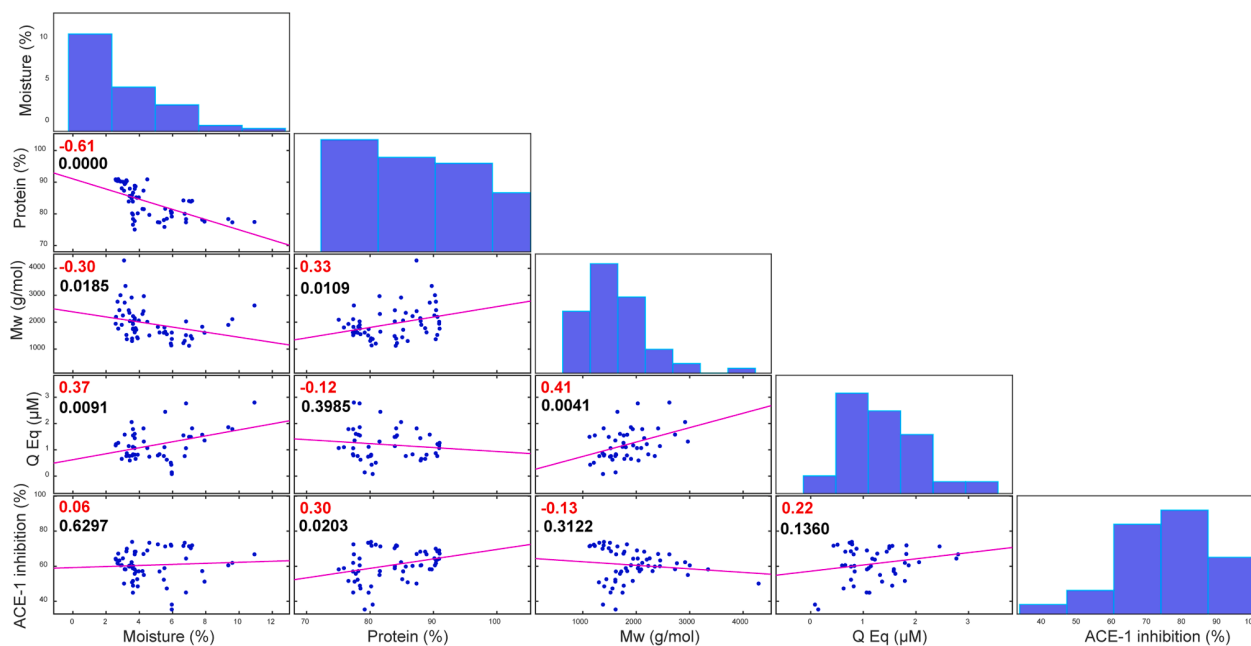 Moisture (%)
10
5
0
Protein (%)
100
90
80
70
-0.61
0.0000
Mw (g/mol)
4000
3000
2000
1000
-0.30
0.0185
0.33
0.0109
Q Eq (µM)
3
2
1
0
0.37
0.0091
-0.12
0.3985
0.41
0.0041
ACE-1 inhibition (%)
100
80
60
40
0.06
0.6297
0.30
0.0203
-0.13
0.3122
0.22
0.1360
0 2 4 6 8 10 12
70 80 90 100
1000 2000 3000 4000
0 1 2 3
40 50 60 70 80 90 100
Moisture (%)
Protein (%)
Mw (g/mol)
Q Eq (µM)
ACE-1 inhibition (%)